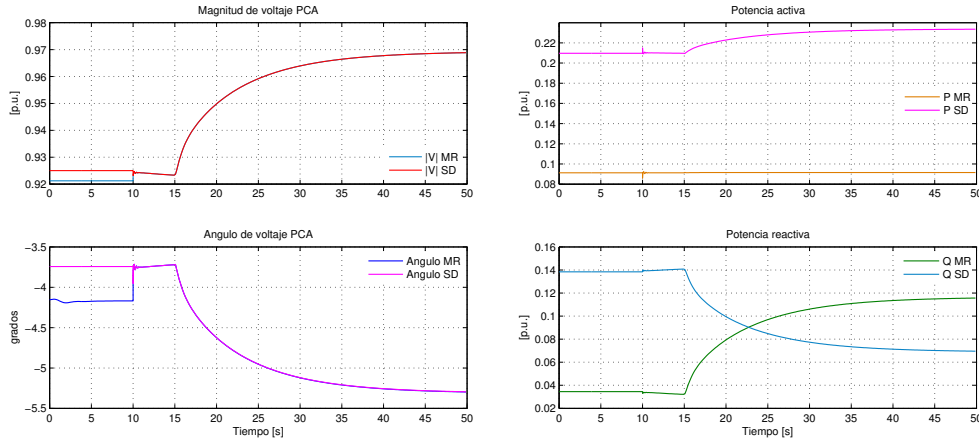 Magnitud de voltaje PCA
0.98
0.97
0.96
0.95
0.94
0.93
0.92
[p.u.]
|V| MR
|V| SD
0 5 10 15 20 25 30 35 40 45 50
Potencia activa
0.22
0.2
0.18
0.16
0.14
0.12
0.1
0.08
[p.u.]
P MR
P SD
0 5 10 15 20 25 30 35 40 45 50
Angulo de voltaje PCA
−3.5
−4
−4.5
−5
−5.5
grados
Angulo MR
Angulo SD
0 5 10 15 20 25 30 35 40 45 50
Tiempo [s]
Potencia reactiva
0.16
0.14
0.12
0.1
0.08
0.06
0.04
0.02
[p.u.]
Q MR
Q SD
0 5 10 15 20 25 30 35 40 45 50
Tiempo [s]